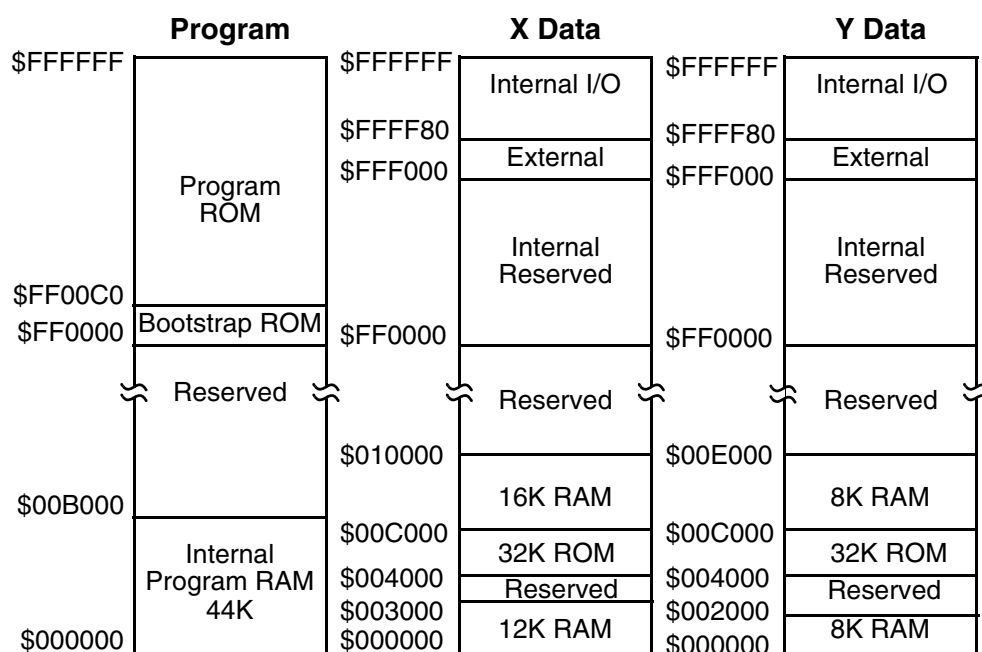 Program
$FFFFFF
Program
ROM
$FF00C0
Bootstrap ROM
$FF0000
Reserved
$00B000
Internal
Program RAM
44K
$000000
X Data
$FFFFFF
Internal I/O
$FFFF80
External
$FFF000
Internal
Reserved
$FF0000
Reserved
$010000
16K RAM
$00C000
32K ROM
$004000
Reserved
$003000
12K RAM
$000000
Y Data
$FFFFFF
Internal I/O
$FFFF80
External
$FFF000
Internal
Reserved
$FF0000
Reserved
$00E000
8K RAM
$00C000
32K ROM
$004000
Reserved
$002000
8K RAM
$000000